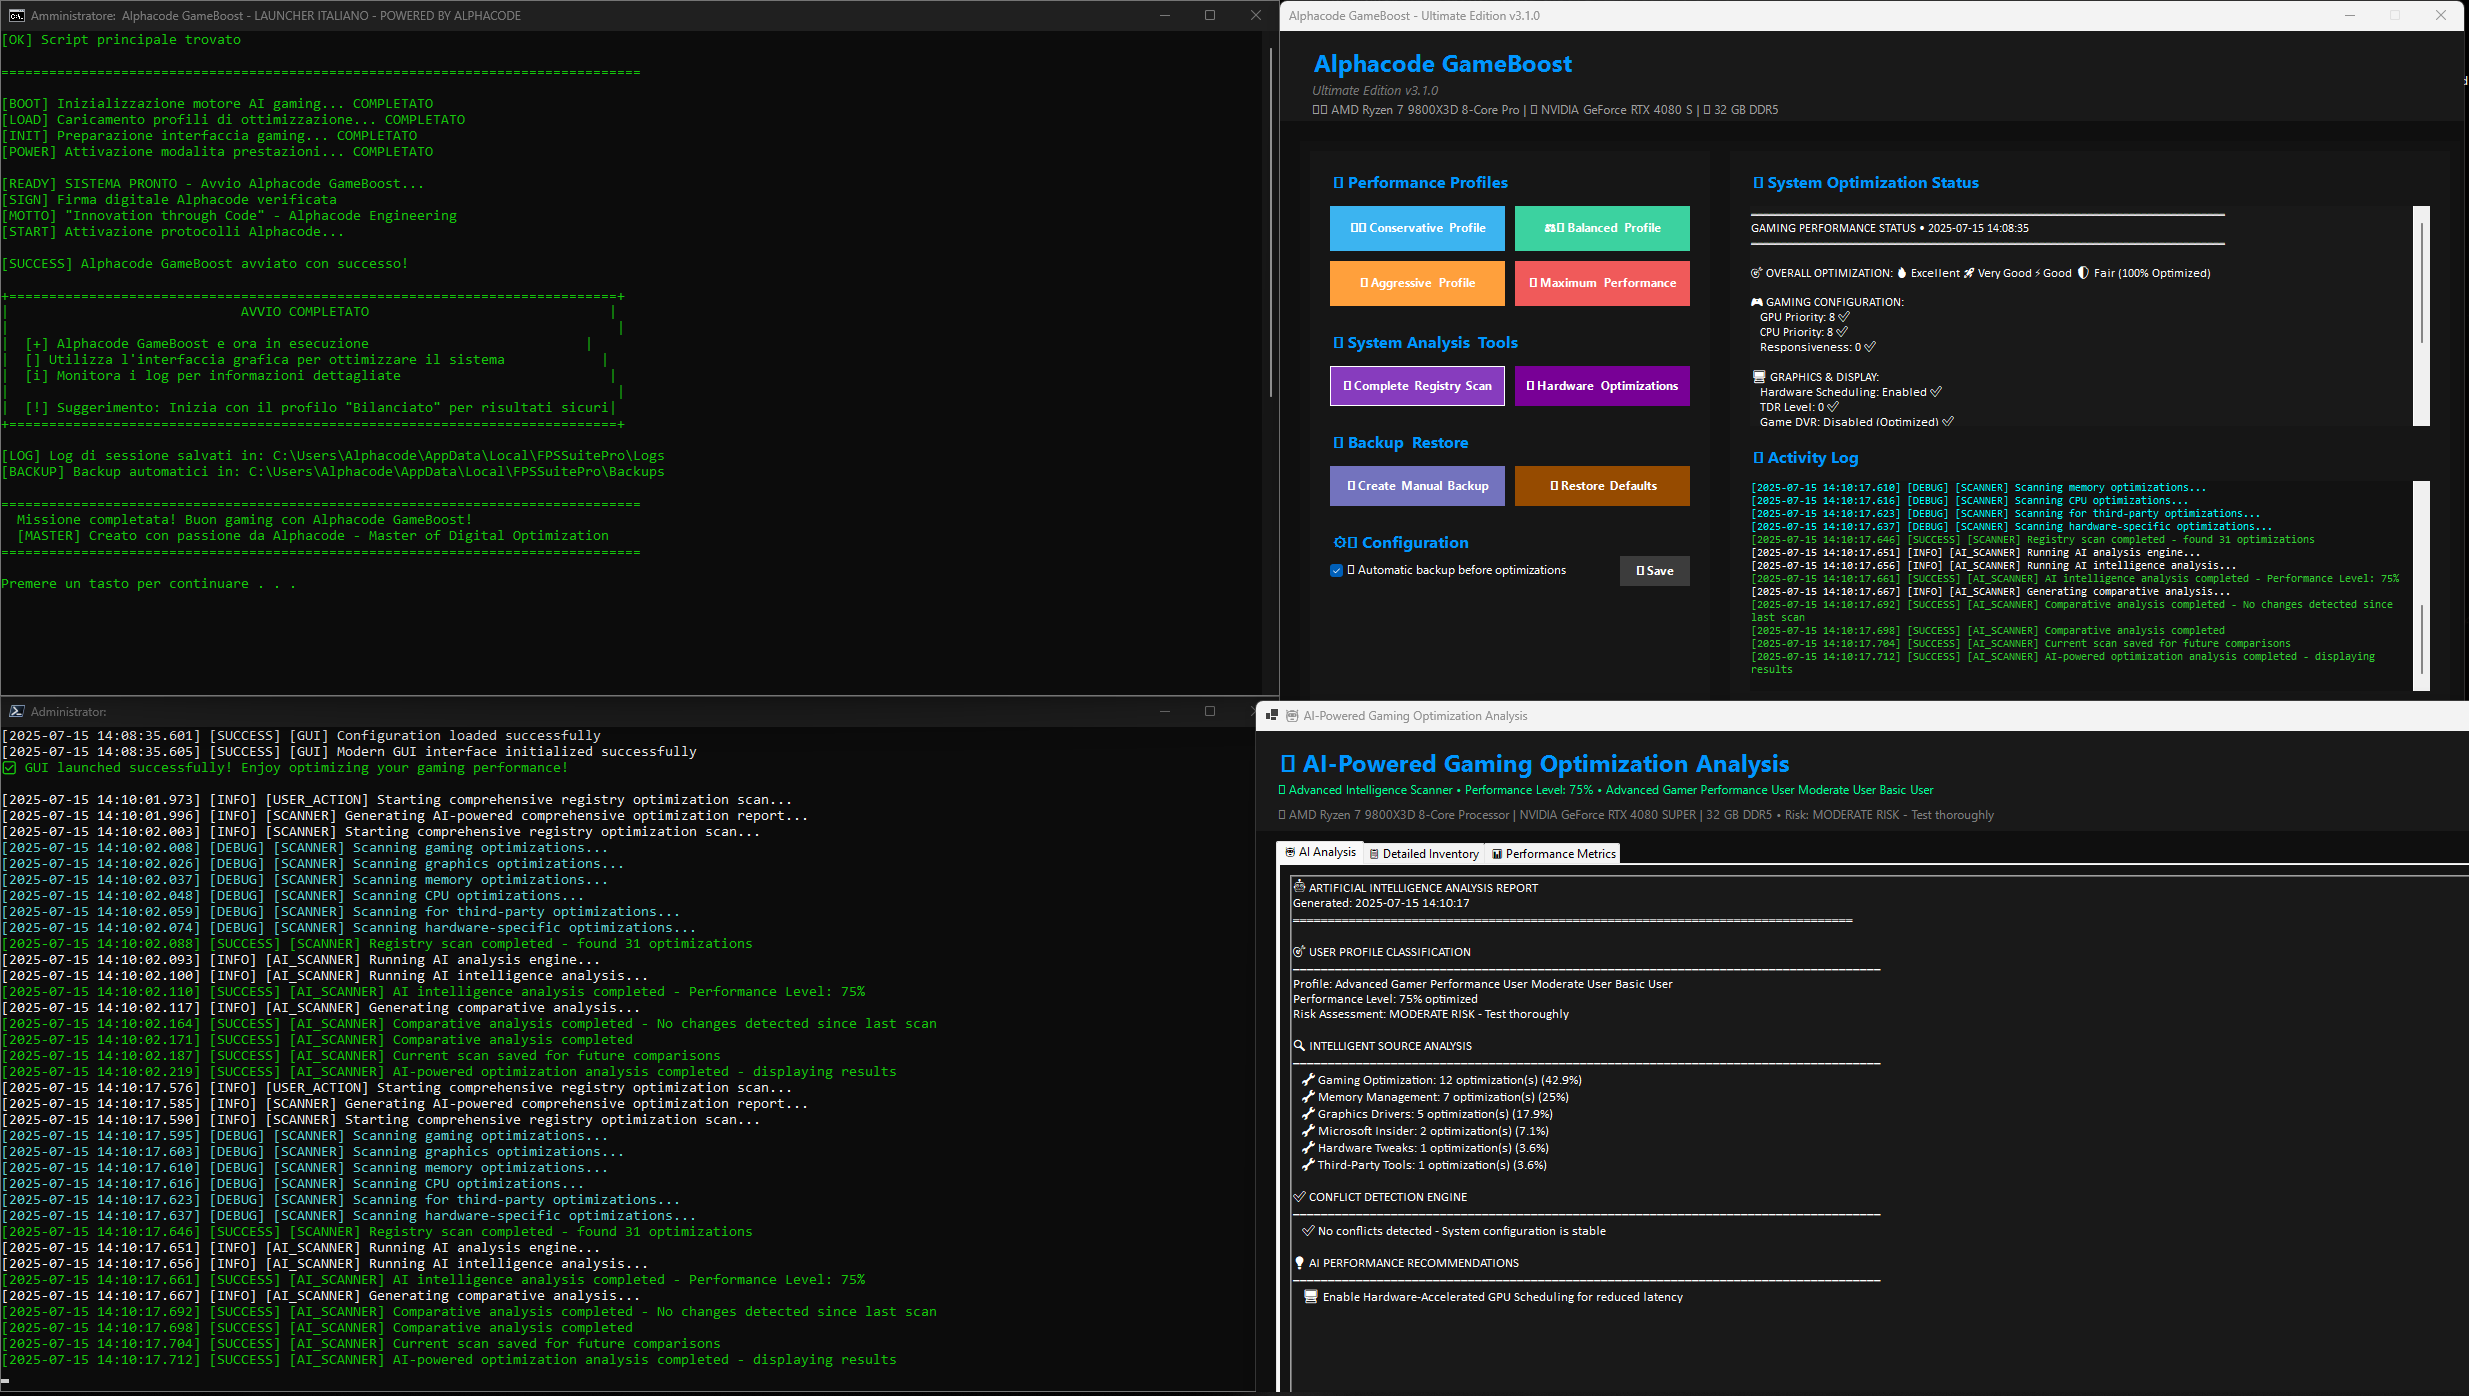 Amministratore: Alphacode GameBoost - LAUNCHER ITALIANO - POWERED BY ALPHACODE
[OK] Script principale trovato
================================================================================
[BOOT] Inizializzazione motore AI gaming... COMPLETATO
[LOAD] Caricamento profili di ottimizzazione... COMPLETATO
[INIT] Preparazione interfaccia gaming... COMPLETATO
[POWER] Attivazione modalita prestazioni... COMPLETATO
[READY] SISTEMA PRONTO - Avvio Alphacode GameBoost...
[SIGN] Firma digitale Alphacode verificata
[MOTTO] "Innovation through Code" - Alphacode Engineering
[START] Attivazione protocolli Alphacode...
[SUCCESS] Alphacode GameBoost avviato con successo!
+============================================================================+
| AVVIO COMPLETATO |
| |
| [+] Alphacode GameBoost e ora in esecuzione |
| [] Utilizza l'interfaccia grafica per ottimizzare il sistema |
| [i] Monitora i log per informazioni dettagliate |
| |
| [!] Suggerimento: Inizia con il profilo "Bilanciato" per risultati sicuri|
+============================================================================+
[LOG] Log di sessione salvati in: C:\Users\Alphacode\AppData\Local\FPSSuitePro\Logs
[BACKUP] Backup automatici in: C:\Users\Alphacode\AppData\Local\FPSSuitePro\Backups
================================================================================
Missione completata! Buon gaming con Alphacode GameBoost!
[MASTER] Creato con passione da Alphacode - Master of Digital Optimization
================================================================================
Premere un tasto per continuare . . .
Alphacode GameBoost - Ultimate Edition v3.1.0
Alphacode GameBoost
Ultimate Edition v3.1.0
AMD Ryzen 7 9800X3D 8-Core Pro | NVIDIA GeForce RTX 4080 S | 32 GB DDR5
Performance Profiles
Conservative Profile
Balanced Profile
Aggressive Profile
Maximum Performance
System Analysis Tools
Complete Registry Scan
Hardware Optimizations
Backup Restore
Create Manual Backup
Restore Defaults
Configuration
Automatic backup before optimizations
Save
System Optimization Status
GAMING PERFORMANCE STATUS • 2025-07-15 14:08:35
🎯 OVERALL OPTIMIZATION: 🔥 Excellent 🚀 Very Good ⚡ Good 🌓 Fair (100% Optimized)
🎮 GAMING CONFIGURATION:
GPU Priority: 8 ✅
CPU Priority: 8 ✅
Responsiveness: 0 ✅
🖥 GRAPHICS & DISPLAY:
Hardware Scheduling: Enabled ✅
TDR Level: 0 ✅
Game DVR: Disabled (Optimized) ✅
Activity Log
[2025-07-15 14:10:17.610] [DEBUG] [SCANNER] Scanning memory optimizations...
[2025-07-15 14:10:17.616] [DEBUG] [SCANNER] Scanning CPU optimizations...
[2025-07-15 14:10:17.623] [DEBUG] [SCANNER] Scanning for third-party optimizations...
[2025-07-15 14:10:17.637] [DEBUG] [SCANNER] Scanning hardware-specific optimizations...
[2025-07-15 14:10:17.646] [SUCCESS] [SCANNER] Registry scan completed - found 31 optimizations
[2025-07-15 14:10:17.651] [INFO] [AI_SCANNER] Running AI analysis engine...
[2025-07-15 14:10:17.656] [INFO] [AI_SCANNER] Running AI intelligence analysis...
[2025-07-15 14:10:17.661] [SUCCESS] [AI_SCANNER] AI intelligence analysis completed - Performance Level: 75%
[2025-07-15 14:10:17.667] [INFO] [AI_SCANNER] Generating comparative analysis...
[2025-07-15 14:10:17.692] [SUCCESS] [AI_SCANNER] Comparative analysis completed - No changes detected since
last scan
[2025-07-15 14:10:17.698] [SUCCESS] [AI_SCANNER] Comparative analysis completed
[2025-07-15 14:10:17.704] [SUCCESS] [AI_SCANNER] Current scan saved for future comparisons
[2025-07-15 14:10:17.712] [SUCCESS] [AI_SCANNER] AI-powered optimization analysis completed - displaying
results
Administrator:
[2025-07-15 14:08:35.601] [SUCCESS] [GUI] Configuration loaded successfully
[2025-07-15 14:08:35.605] [SUCCESS] [GUI] Modern GUI interface initialized successfully
✅ GUI launched successfully! Enjoy optimizing your gaming performance!
[2025-07-15 14:10:01.973] [INFO] [USER_ACTION] Starting comprehensive registry optimization scan...
[2025-07-15 14:10:01.996] [INFO] [SCANNER] Generating AI-powered comprehensive optimization report...
[2025-07-15 14:10:02.003] [INFO] [SCANNER] Starting comprehensive registry optimization scan...
[2025-07-15 14:10:02.008] [DEBUG] [SCANNER] Scanning gaming optimizations...
[2025-07-15 14:10:02.026] [DEBUG] [SCANNER] Scanning graphics optimizations...
[2025-07-15 14:10:02.037] [DEBUG] [SCANNER] Scanning memory optimizations...
[2025-07-15 14:10:02.048] [DEBUG] [SCANNER] Scanning CPU optimizations...
[2025-07-15 14:10:02.059] [DEBUG] [SCANNER] Scanning for third-party optimizations...
[2025-07-15 14:10:02.074] [DEBUG] [SCANNER] Scanning hardware-specific optimizations...
[2025-07-15 14:10:02.088] [SUCCESS] [SCANNER] Registry scan completed - found 31 optimizations
[2025-07-15 14:10:02.093] [INFO] [AI_SCANNER] Running AI analysis engine...
[2025-07-15 14:10:02.100] [INFO] [AI_SCANNER] Running AI intelligence analysis...
[2025-07-15 14:10:02.110] [SUCCESS] [AI_SCANNER] AI intelligence analysis completed - Performance Level: 75%
[2025-07-15 14:10:02.117] [INFO] [AI_SCANNER] Generating comparative analysis...
[2025-07-15 14:10:02.164] [SUCCESS] [AI_SCANNER] Comparative analysis completed - No changes detected since last scan
[2025-07-15 14:10:02.171] [SUCCESS] [AI_SCANNER] Comparative analysis completed
[2025-07-15 14:10:02.187] [SUCCESS] [AI_SCANNER] Current scan saved for future comparisons
[2025-07-15 14:10:02.219] [SUCCESS] [AI_SCANNER] AI-powered optimization analysis completed - displaying results
[2025-07-15 14:10:17.576] [INFO] [USER_ACTION] Starting comprehensive registry optimization scan...
[2025-07-15 14:10:17.585] [INFO] [SCANNER] Generating AI-powered comprehensive optimization report...
[2025-07-15 14:10:17.590] [INFO] [SCANNER] Starting comprehensive registry optimization scan...
[2025-07-15 14:10:17.595] [DEBUG] [SCANNER] Scanning gaming optimizations...
[2025-07-15 14:10:17.603] [DEBUG] [SCANNER] Scanning graphics optimizations...
[2025-07-15 14:10:17.610] [DEBUG] [SCANNER] Scanning memory optimizations...
[2025-07-15 14:10:17.616] [DEBUG] [SCANNER] Scanning CPU optimizations...
[2025-07-15 14:10:17.623] [DEBUG] [SCANNER] Scanning for third-party optimizations...
[2025-07-15 14:10:17.637] [DEBUG] [SCANNER] Scanning hardware-specific optimizations...
[2025-07-15 14:10:17.646] [SUCCESS] [SCANNER] Registry scan completed - found 31 optimizations
[2025-07-15 14:10:17.651] [INFO] [AI_SCANNER] Running AI analysis engine...
[2025-07-15 14:10:17.656] [INFO] [AI_SCANNER] Running AI intelligence analysis...
[2025-07-15 14:10:17.661] [SUCCESS] [AI_SCANNER] AI intelligence analysis completed - Performance Level: 75%
[2025-07-15 14:10:17.667] [INFO] [AI_SCANNER] Generating comparative analysis...
[2025-07-15 14:10:17.692] [SUCCESS] [AI_SCANNER] Comparative analysis completed - No changes detected since last scan
[2025-07-15 14:10:17.698] [SUCCESS] [AI_SCANNER] Comparative analysis completed
[2025-07-15 14:10:17.704] [SUCCESS] [AI_SCANNER] Current scan saved for future comparisons
[2025-07-15 14:10:17.712] [SUCCESS] [AI_SCANNER] AI-powered optimization analysis completed - displaying results
AI-Powered Gaming Optimization Analysis
AI-Powered Gaming Optimization Analysis
Advanced Intelligence Scanner • Performance Level: 75% • Advanced Gamer Performance User Moderate User Basic User
AMD Ryzen 7 9800X3D 8-Core Processor | NVIDIA GeForce RTX 4080 SUPER | 32 GB DDR5 • Risk: MODERATE RISK - Test thoroughly
AI Analysis
Detailed Inventory
Performance Metrics
🤖 ARTIFICIAL INTELLIGENCE ANALYSIS REPORT
Generated: 2025-07-15 14:10:17
🎯 USER PROFILE CLASSIFICATION
Profile: Advanced Gamer Performance User Moderate User Basic User
Performance Level: 75% optimized
Risk Assessment: MODERATE RISK - Test thoroughly
🔍 INTELLIGENT SOURCE ANALYSIS
🔧 Gaming Optimization: 12 optimization(s) (42.9%)
🔧 Memory Management: 7 optimization(s) (25%)
🔧 Graphics Drivers: 5 optimization(s) (17.9%)
🔧 Microsoft Insider: 2 optimization(s) (7.1%)
🔧 Hardware Tweaks: 1 optimization(s) (3.6%)
🔧 Third-Party Tools: 1 optimization(s) (3.6%)
✅ CONFLICT DETECTION ENGINE
✅ No conflicts detected - System configuration is stable
💡 AI PERFORMANCE RECOMMENDATIONS
🖥 Enable Hardware-Accelerated GPU Scheduling for reduced latency